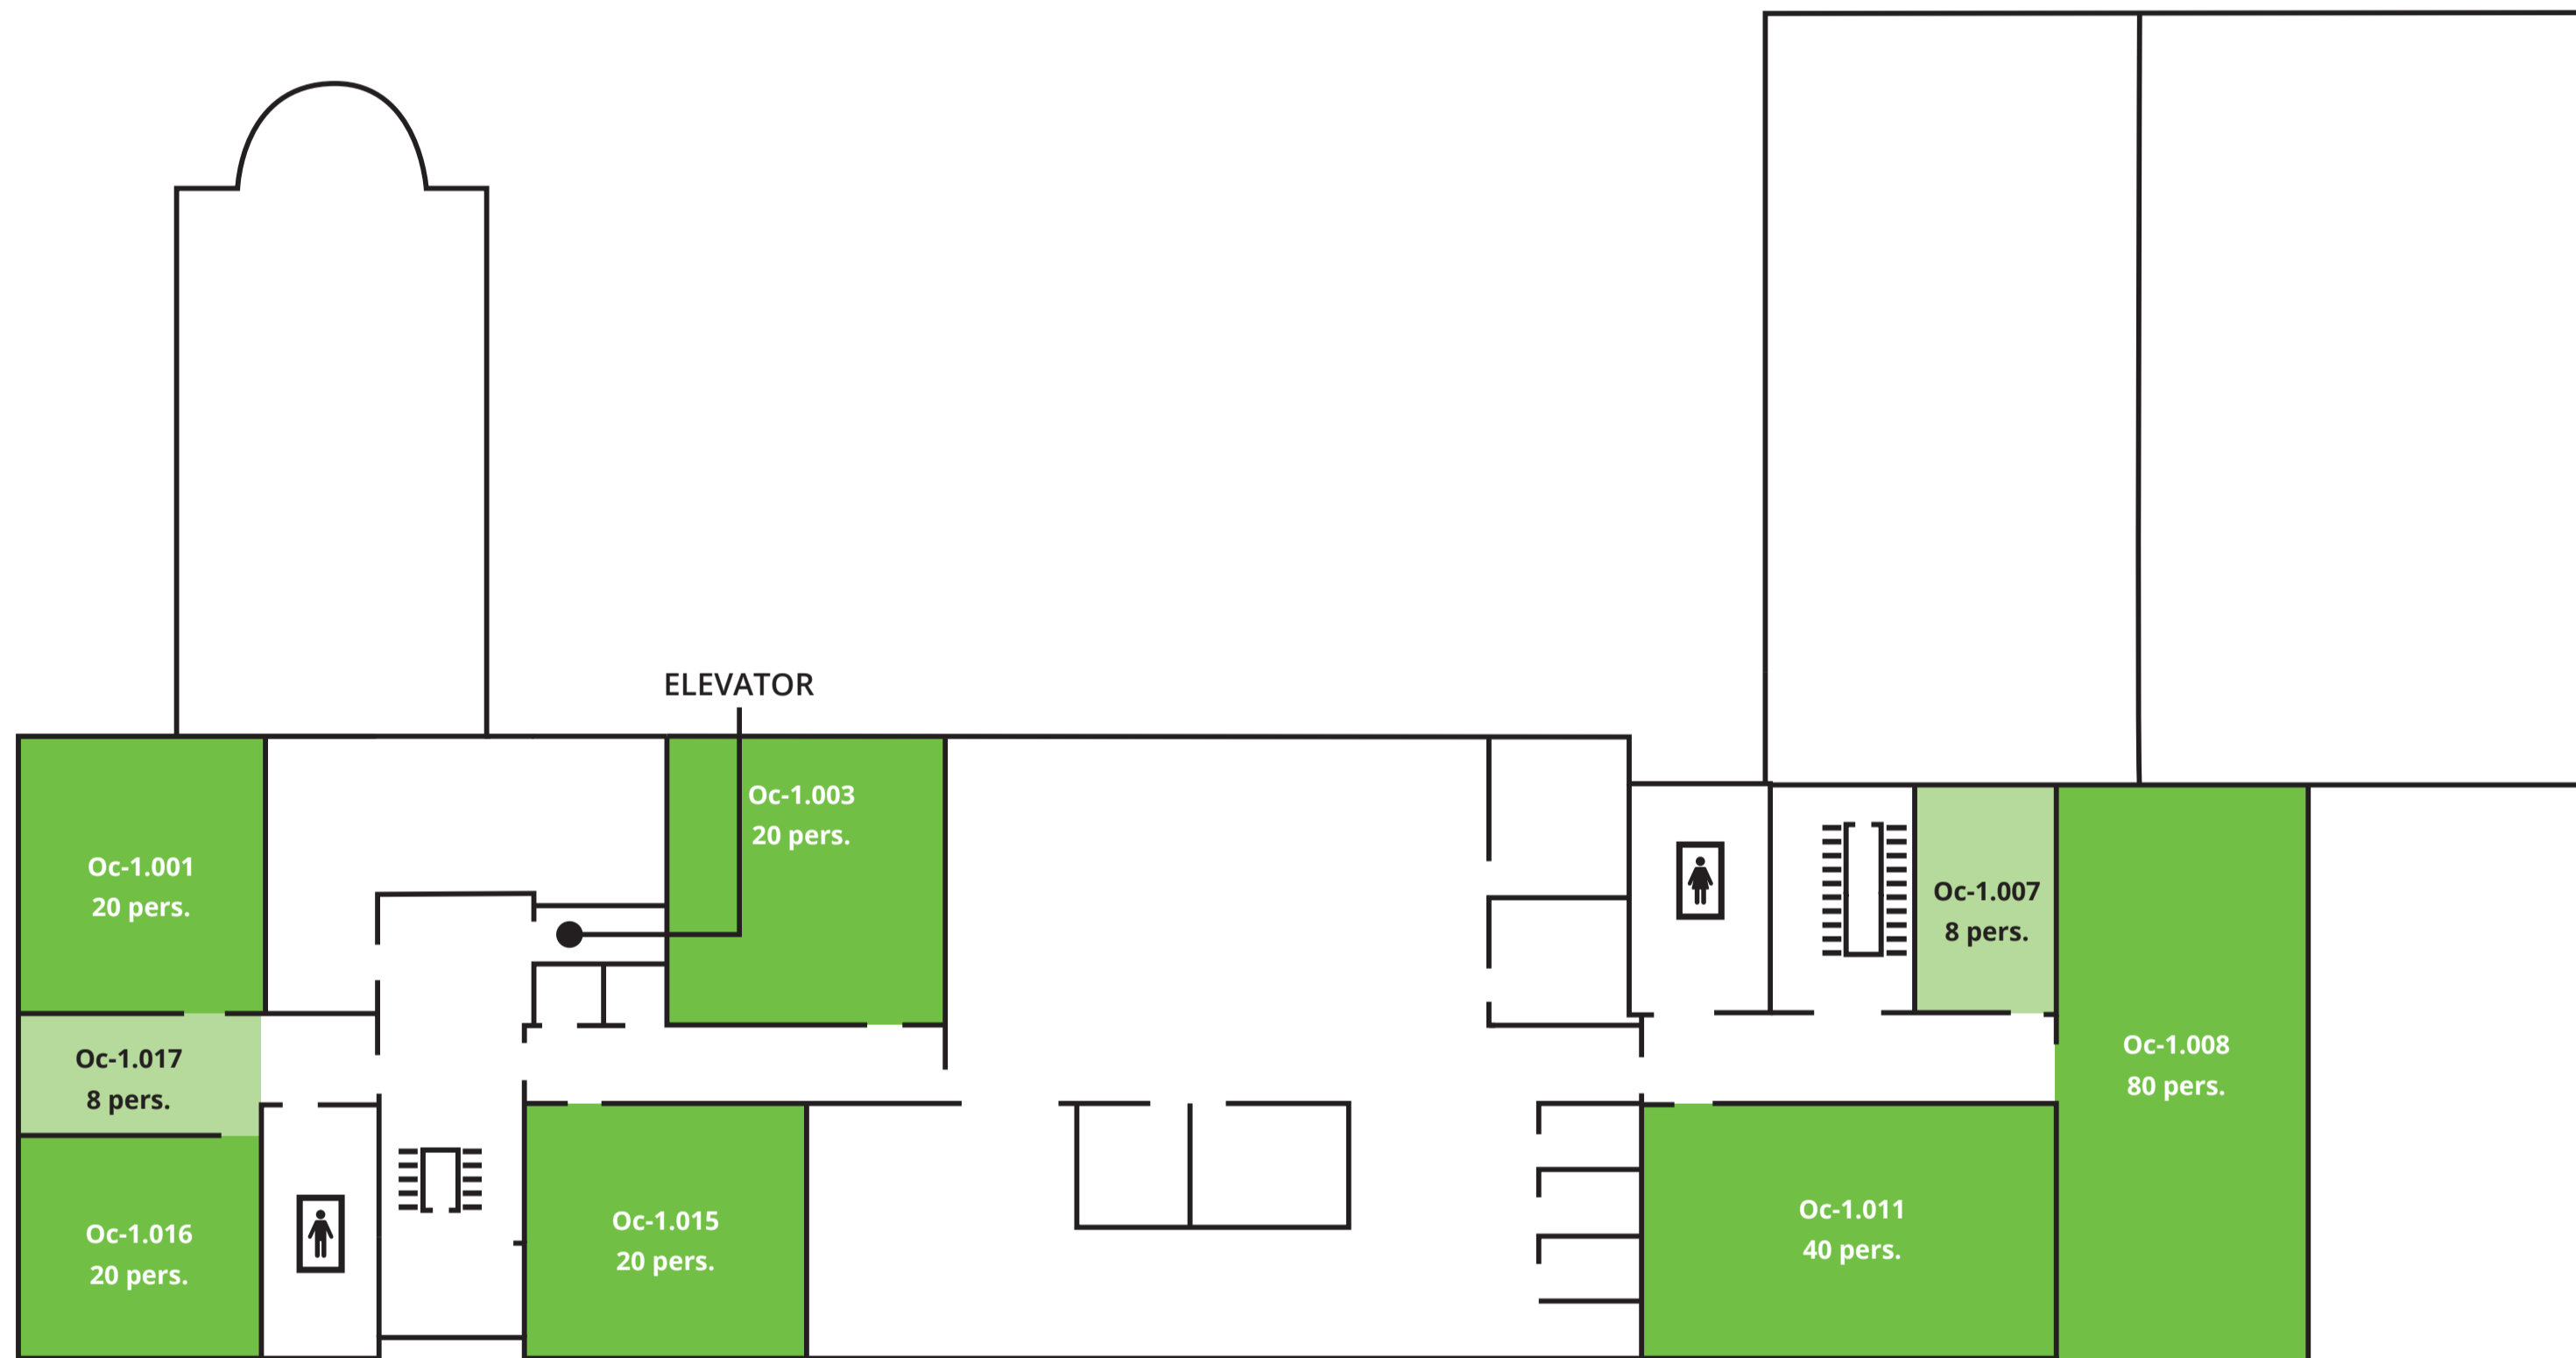 ELEVATOR
Oc-1.003
20 pers.
Oc-1.001
20 pers.
Oc-1.007
8 pers.
Oc-1.017
8 pers.
Oc-1.008
80 pers.
Oc-1.016
20 pers.
Oc-1.015
20 pers.
Oc-1.011
40 pers.